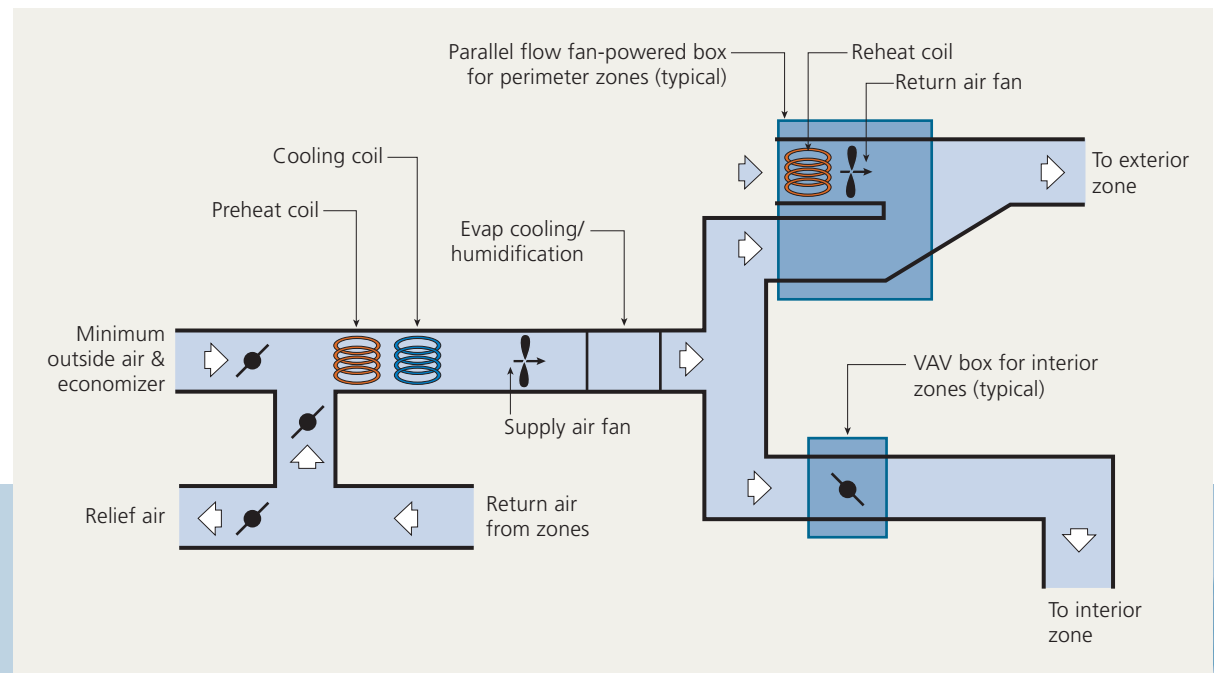 Parallel flow fan-powered box
for perimeter zones (typical)
Reheat coil
Return air fan
Cooling coil
Preheat coil
Evap cooling/
humidification
To exterior
zone
Minimum
outside air &
economizer
Supply air fan
VAV box for interior
zones (typical)
Relief air
Return air
from zones
To interior
zone